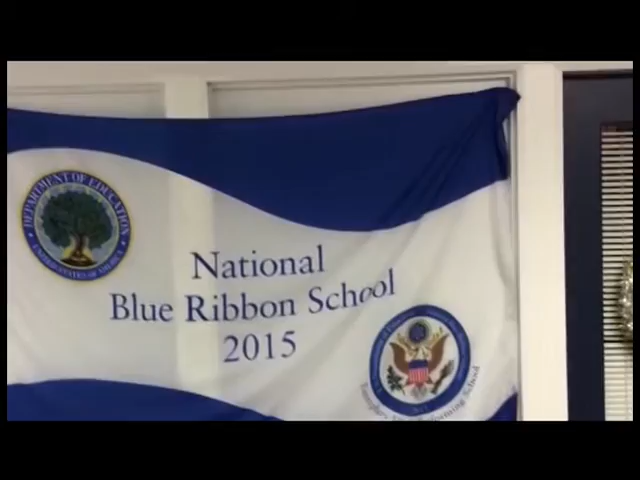 DEPARTMENT OF EDUCATION
UNITED STATES OF AMERICA
National
Blue Ribbon School
2015